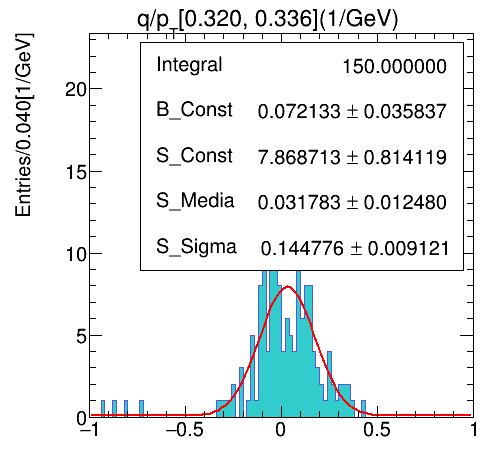 q/p_T[0.320, 0.336](1/GeV)
Entries/0.040[1/GeV]
Integral 150.000000
B_Const 0.072133 ± 0.035837
S_Const 7.868713 ± 0.814119
S_Media 0.031783 ± 0.012480
S_Sigma 0.144776 ± 0.009121
20
15
10
5
0
−1 −0.5 0 0.5 1